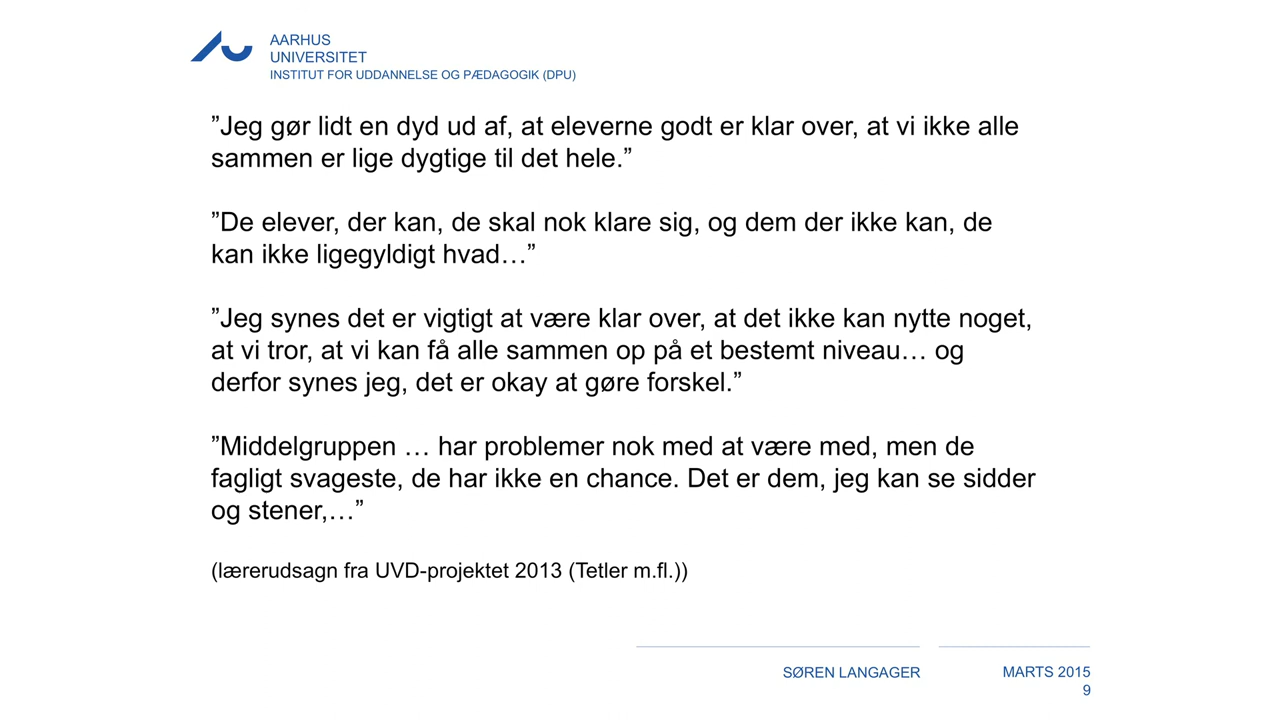 AARHUS
UNIVERSITET
INSTITUT FOR UDDANNELSE OG PÆDAGOGIK (DPU)
”Jeg gør lidt en dyd ud af, at eleverne godt er klar over, at vi ikke alle
sammen er lige dygtige til det hele.”
”De elever, der kan, de skal nok klare sig, og dem der ikke kan, de
kan ikke ligegyldigt hvad…”
”Jeg synes det er vigtigt at være klar over, at det ikke kan nytte noget,
at vi tror, at vi kan få alle sammen op på et bestemt niveau… og
derfor synes jeg, det er okay at gøre forskel.”
”Middelgruppen … har problemer nok med at være med, men de
fagligt svageste, de har ikke en chance. Det er dem, jeg kan se sidder
og stener,…”
(lærerudsagn fra UVD-projektet 2013 (Tetler m.fl.))
SØREN LANGAGER
MARTS 2015
9